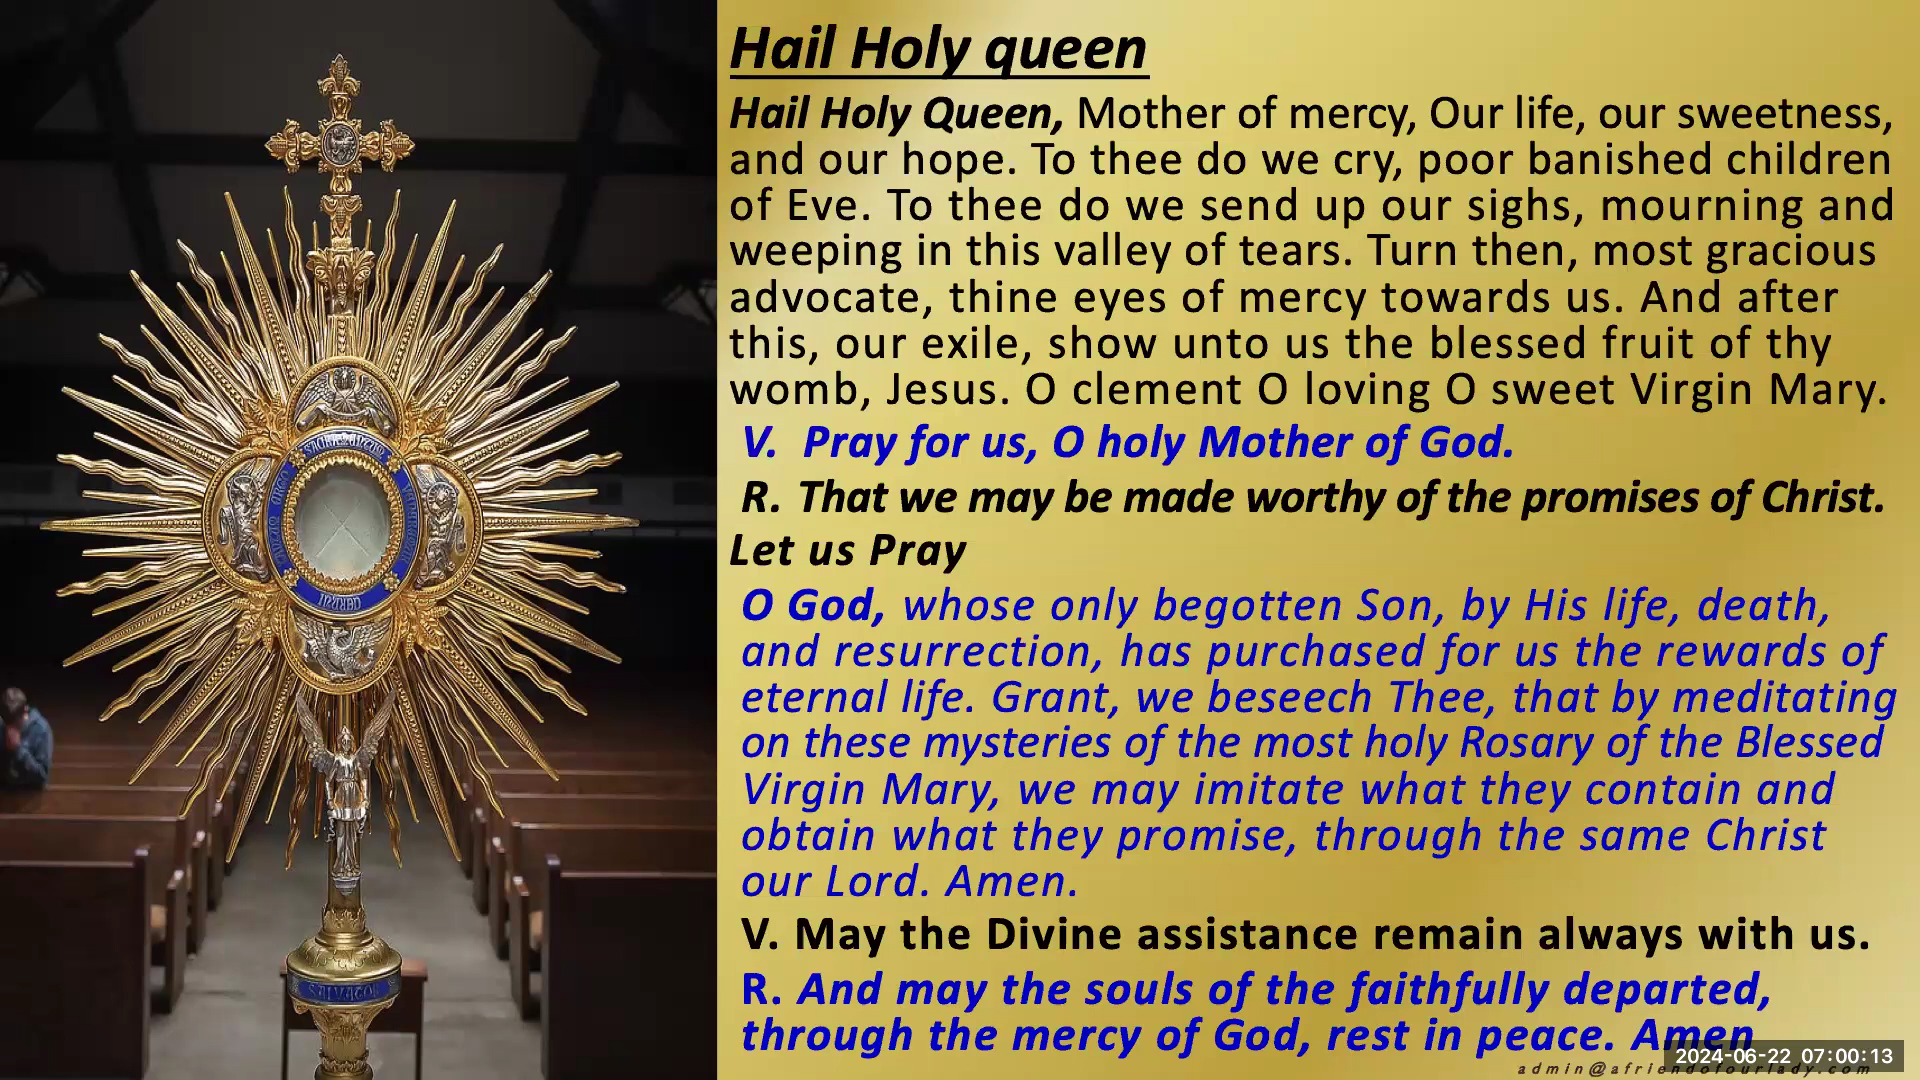 Hail Holy queen
Hail Holy Queen, Mother of mercy, Our life, our sweetness,
and our hope. To thee do we cry, poor banished children
of Eve. To thee do we send up our sighs, mourning and
weeping in this valley of tears. Turn then, most gracious
advocate, thine eyes of mercy towards us. And after
this, our exile, show unto us the blessed fruit of thy
womb, Jesus. O clement O loving O sweet Virgin Mary.
V. Pray for us, O holy Mother of God.
R. That we may be made worthy of the promises of Christ.
Let us Pray
O God, whose only begotten Son, by His life, death,
and resurrection, has purchased for us the rewards of
eternal life. Grant, we beseech Thee, that by meditating
on these mysteries of the most holy Rosary of the Blessed
Virgin Mary, we may imitate what they contain and
obtain what they promise, through the same Christ
our Lord. Amen.
V. May the Divine assistance remain always with us.
R. And may the souls of the faithfully departed,
through the mercy of God, rest in peace. Amen
2024-06-22 07:00:13
admin@afriendofourlady.com
SALVATOR